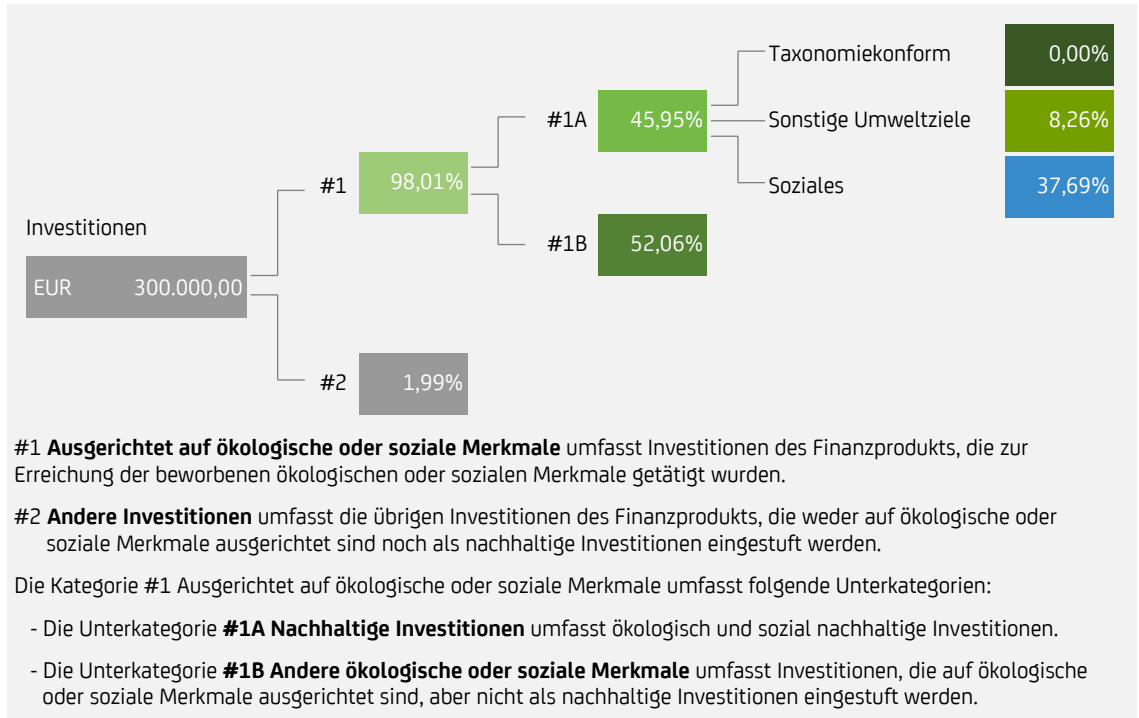 Taxonomiekonform 0,00%
#1A 45,95% Sonstige Umweltziele 8,26%
#1 98,01% Soziales 37,69%
Investitionen
#1B 52,06%
EUR 300.000,00
#2 1,99%
#1 Ausgerichtet auf ökologische oder soziale Merkmale umfasst Investitionen des Finanzprodukts, die zur
Erreichung der beworbenen ökologischen oder sozialen Merkmale getätigt wurden.
#2 Andere Investitionen umfasst die übrigen Investitionen des Finanzprodukts, die weder auf ökologische oder
soziale Merkmale ausgerichtet sind noch als nachhaltige Investitionen eingestuft werden.
Die Kategorie #1 Ausgerichtet auf ökologische oder soziale Merkmale umfasst folgende Unterkategorien:
- Die Unterkategorie #1A Nachhaltige Investitionen umfasst ökologisch und sozial nachhaltige Investitionen.
- Die Unterkategorie #1B Andere ökologische oder soziale Merkmale umfasst Investitionen, die auf ökologische
oder soziale Merkmale ausgerichtet sind, aber nicht als nachhaltige Investitionen eingestuft werden.